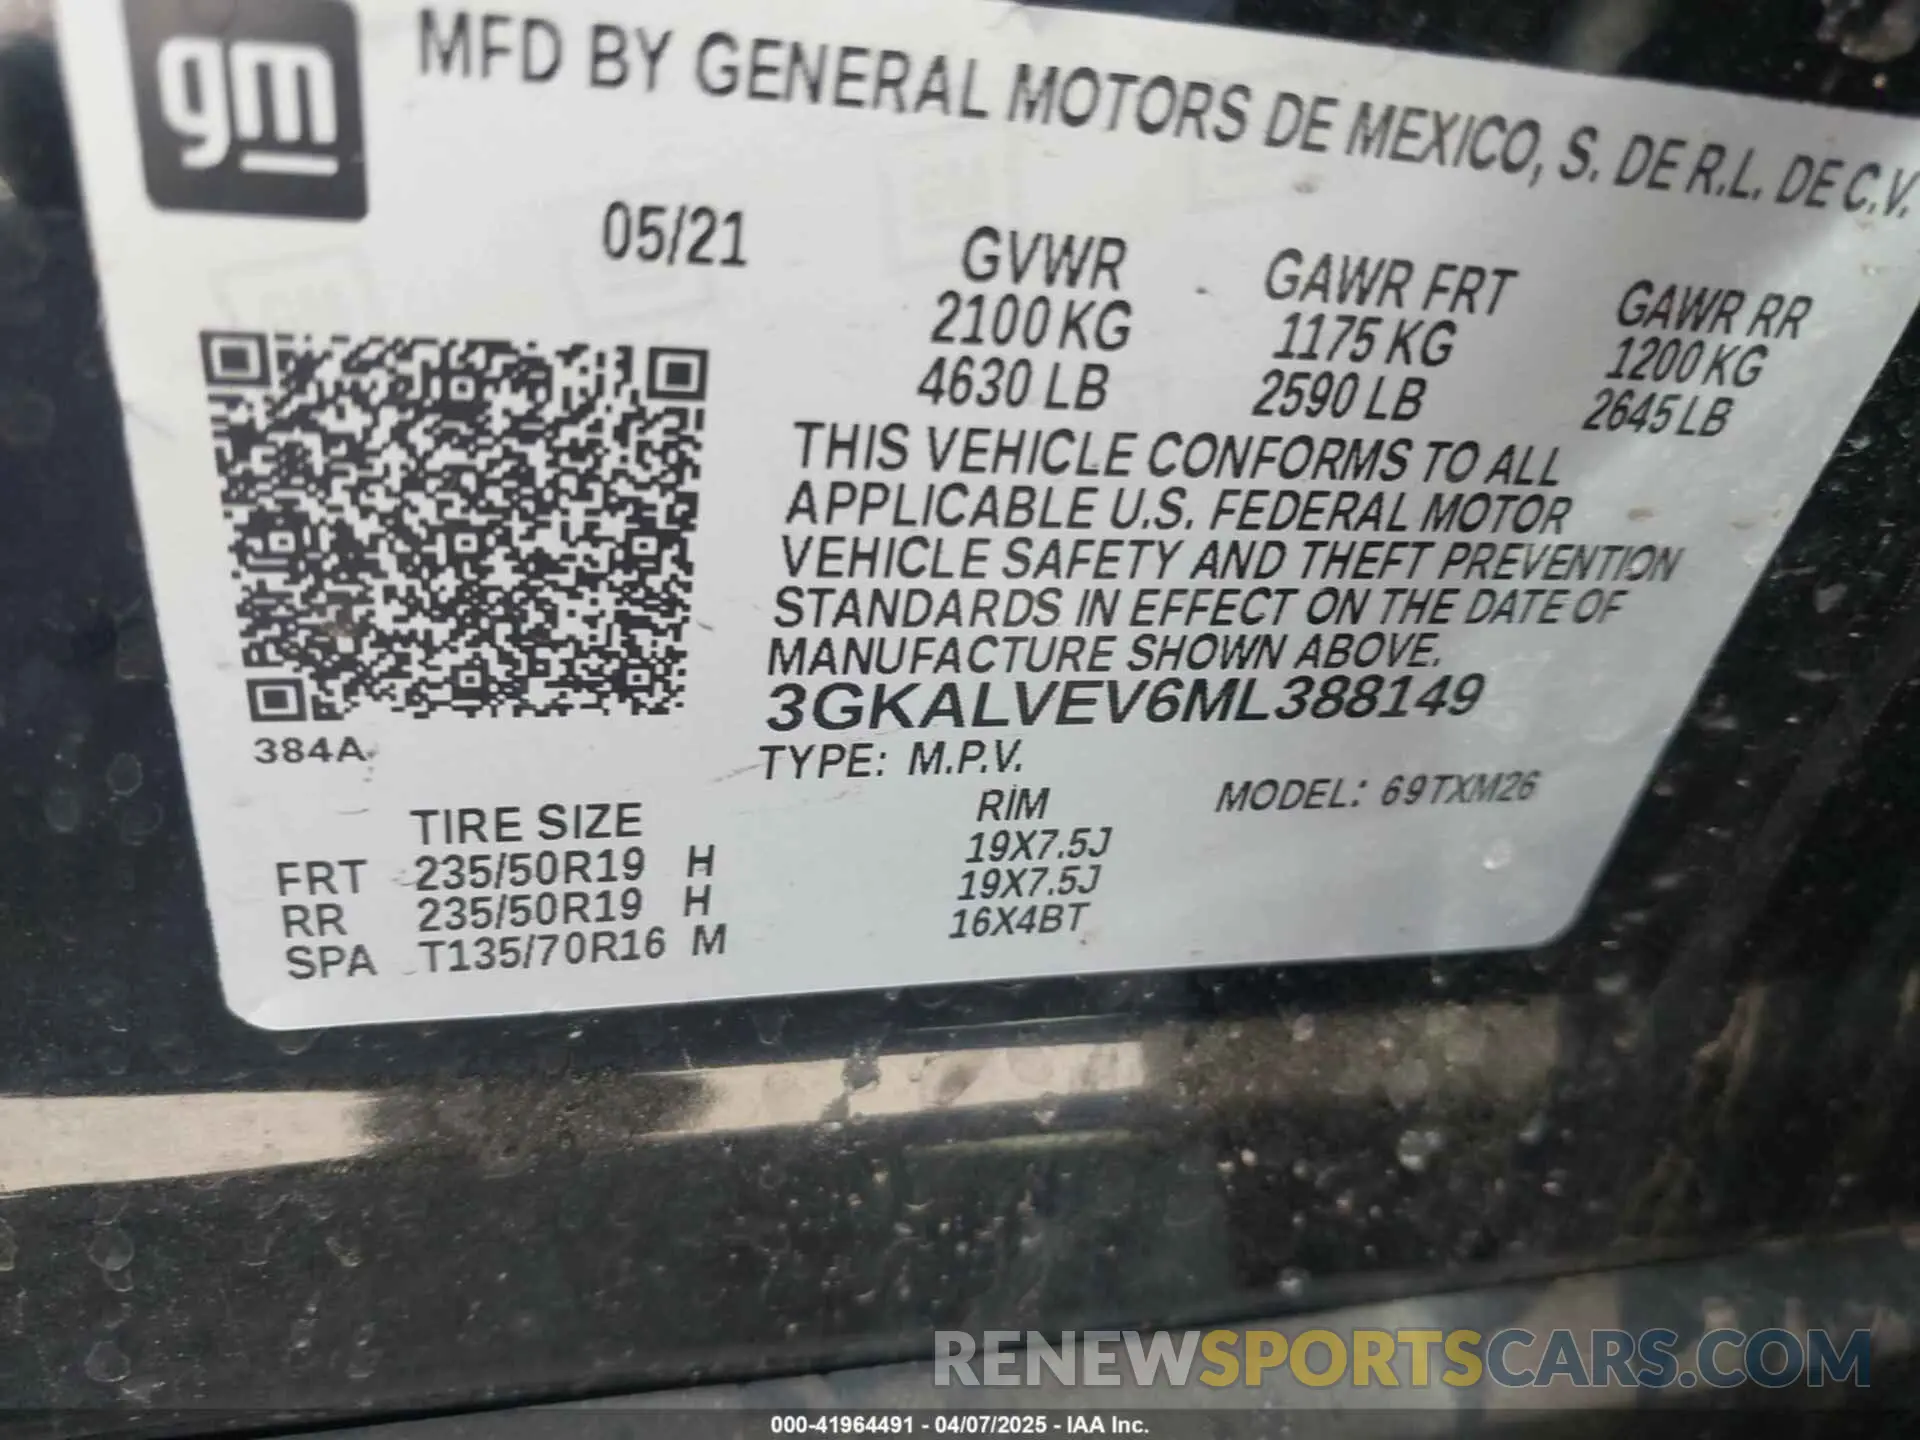 gm
MFD BY GENERAL MOTORS DE MEXICO, S. DE R.L. DE C.V.
05/21
GVWR GAWR FRT GAWR RR
2100 KG 1175 KG 1200 KG
4630 LB 2590 LB 2645 LB
THIS VEHICLE CONFORMS TO ALL
APPLICABLE U.S. FEDERAL MOTOR
VEHICLE SAFETY AND THEFT PREVENTION
STANDARDS IN EFFECT ON THE DATE OF
MANUFACTURE SHOWN ABOVE.
3GKALVEV6ML388149
384A
TYPE: M.P.V.
MODEL: 69TXM26
TIRE SIZE RIM
FRT 235/50R19 H 19X7.5J
RR 235/50R19 H 19X7.5J
SPA T135/70R16 M 16X4BT
RENEWSPORTSCARS.COM
000-41964491 - 04/07/2025 - IAA Inc.